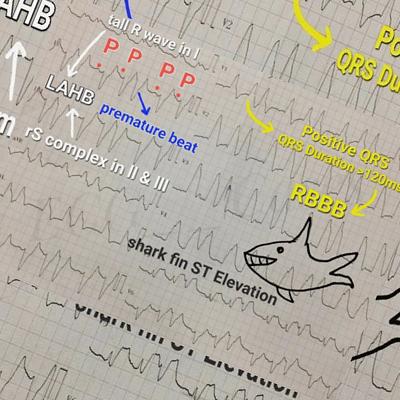 AHB
tall R wave in I
P P P P
LAHB
premature beat
rS complex in II & III
Po
QRS Du
Positive QRS
QRS Duration >120ms
RBBB
shark fin ST Elevation
shark fin ST Elevation